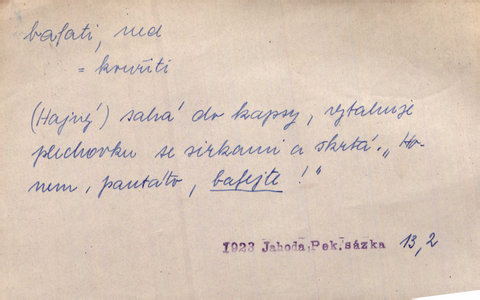 bafati, ned
= kouřiti
(Hajný) sahá do kapsy, vytahuje
plechovku se sirkami a škrtá. „Ho-
nem, pantáto, bafejte!"
1923 Jahoda, Pek. sázka 13,2